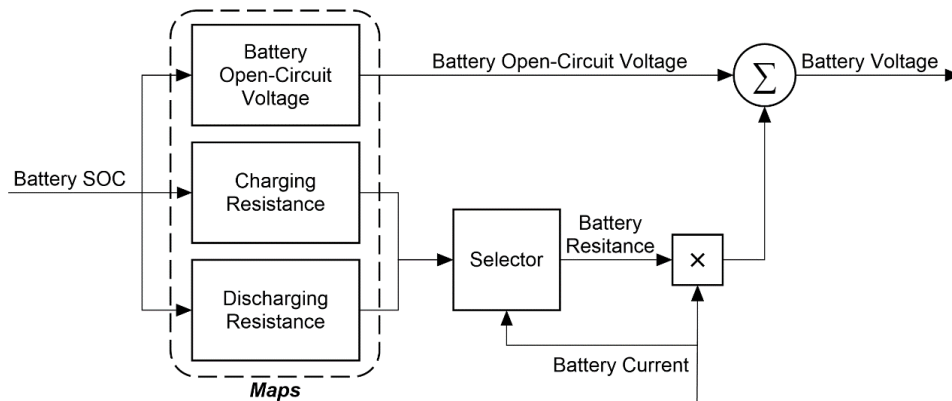 Battery
Open-Circuit
Voltage
Battery Open-Circuit Voltage
∑
Battery Voltage
Battery SOC
Charging
Resistance
Selector
Battery
Resitance
×
Discharging
Resistance
Battery Current
Maps